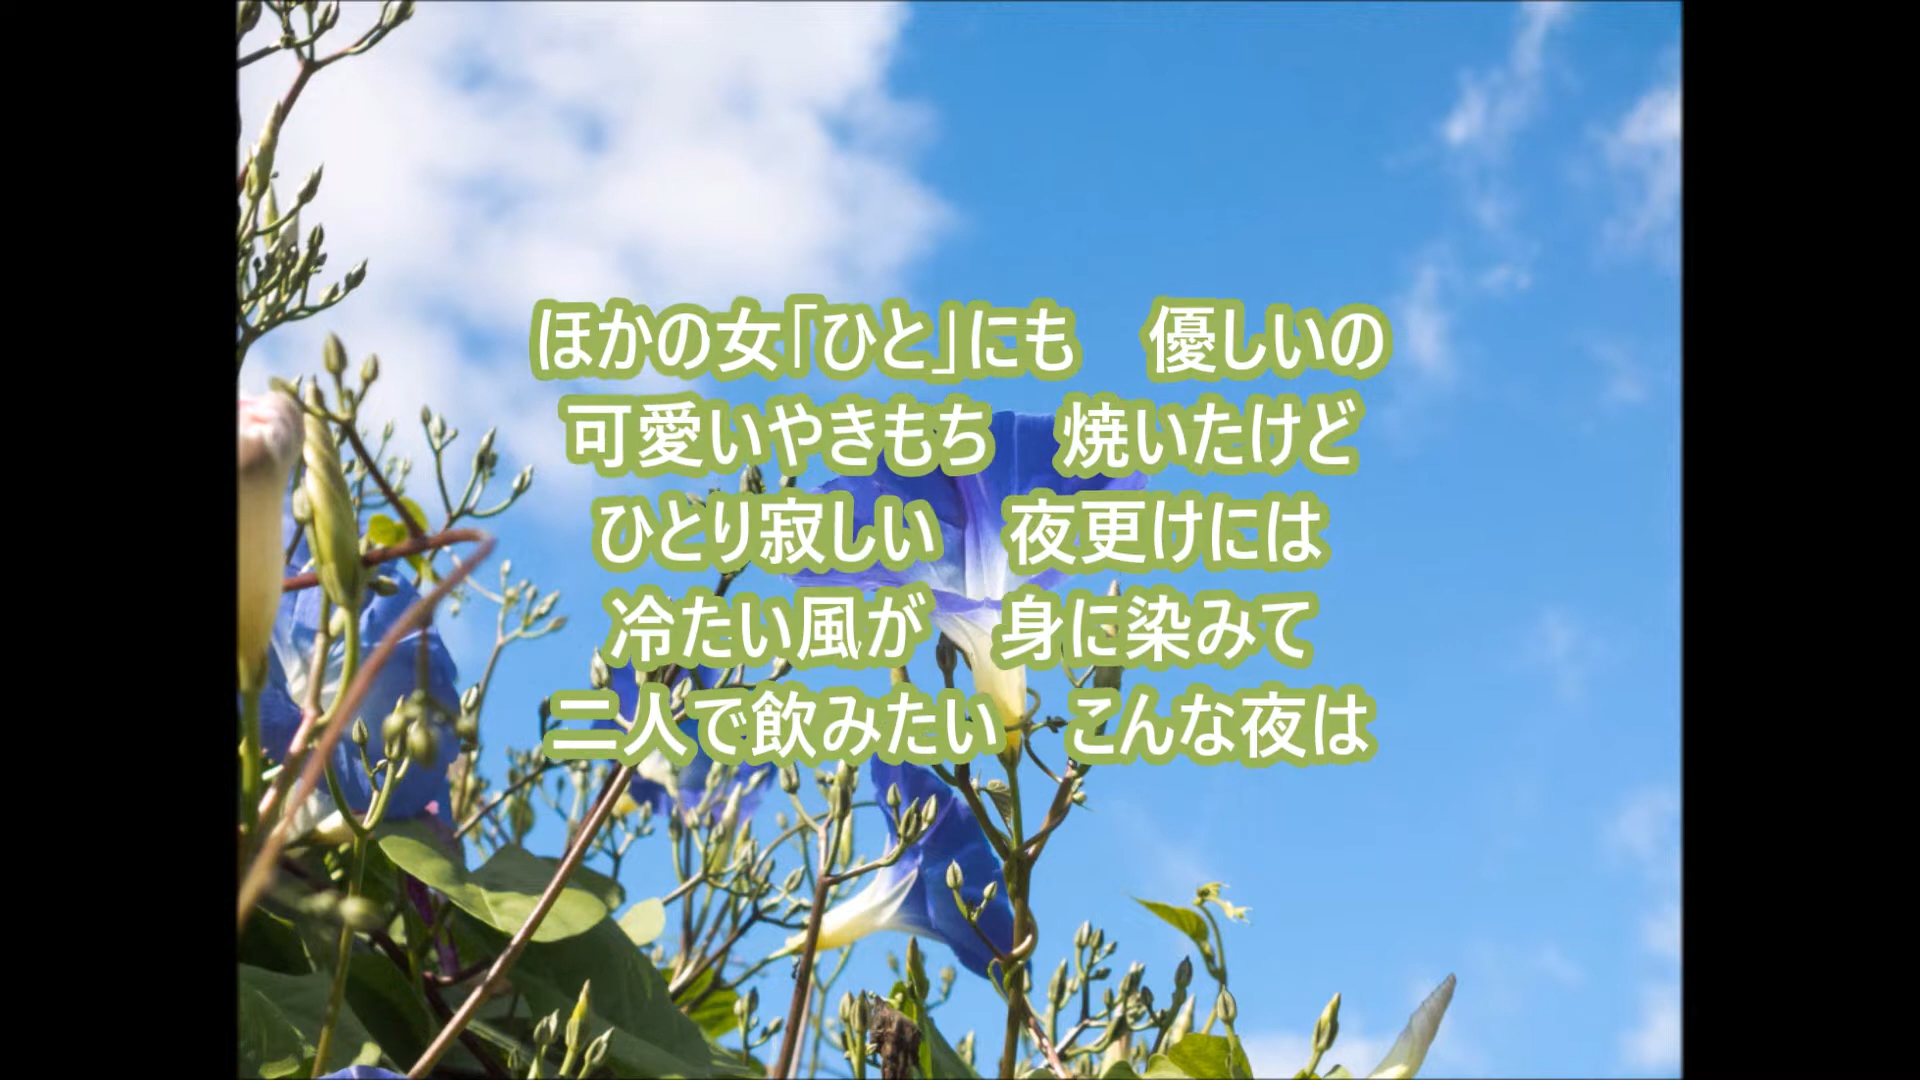 ほかの女「ひと」にも　優しいの
可愛いやきもち　焼いたけど
ひとり寂しい　夜更けには
冷たい風が　身に染みて
二人で飲みたい　こんな夜は